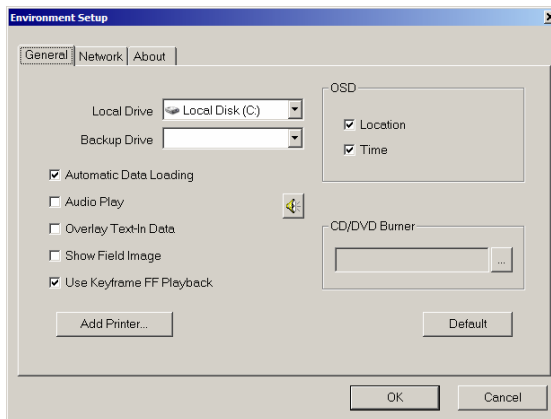 Environment Setup
General Network About
Local Drive Local Disk (C:)
Backup Drive
Automatic Data Loading
Audio Play
Overlay Text-In Data
Show Field Image
Use Keyframe FF Playback
Add Printer...
OSD
Location
Time
CD/DVD Burner
...
Default
OK Cancel